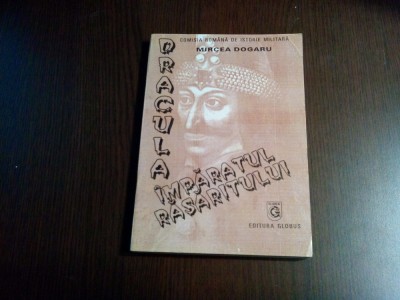 COMISIA ROMÂNĂ DE ISTORIE MILITARĂ
MIRCEA DOGARU
DRACULA
ÎMPĂRATUL
RĂSĂRITULUI
EDITURA GLOBUS